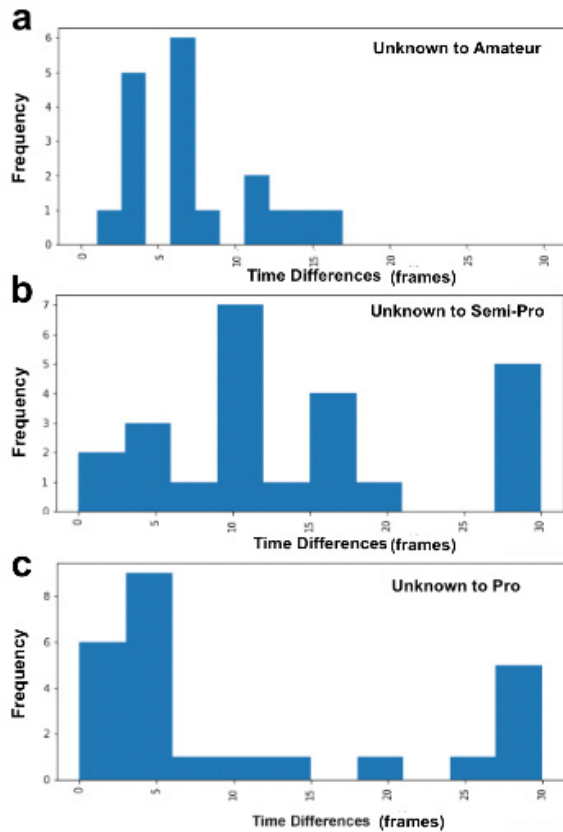 a
Unknown to Amateur
6
5
4
3
2
1
0
Frequency
0 5 10 15 20 25 30
Time Differences (frames)
b
Unknown to Semi-Pro
7
6
5
4
3
2
1
0
Frequency
0 5 10 15 20 25 30
Time Differences (frames)
c
Unknown to Pro
8
6
4
2
0
Frequency
0 5 10 15 20 25 30
Time Differences (frames)